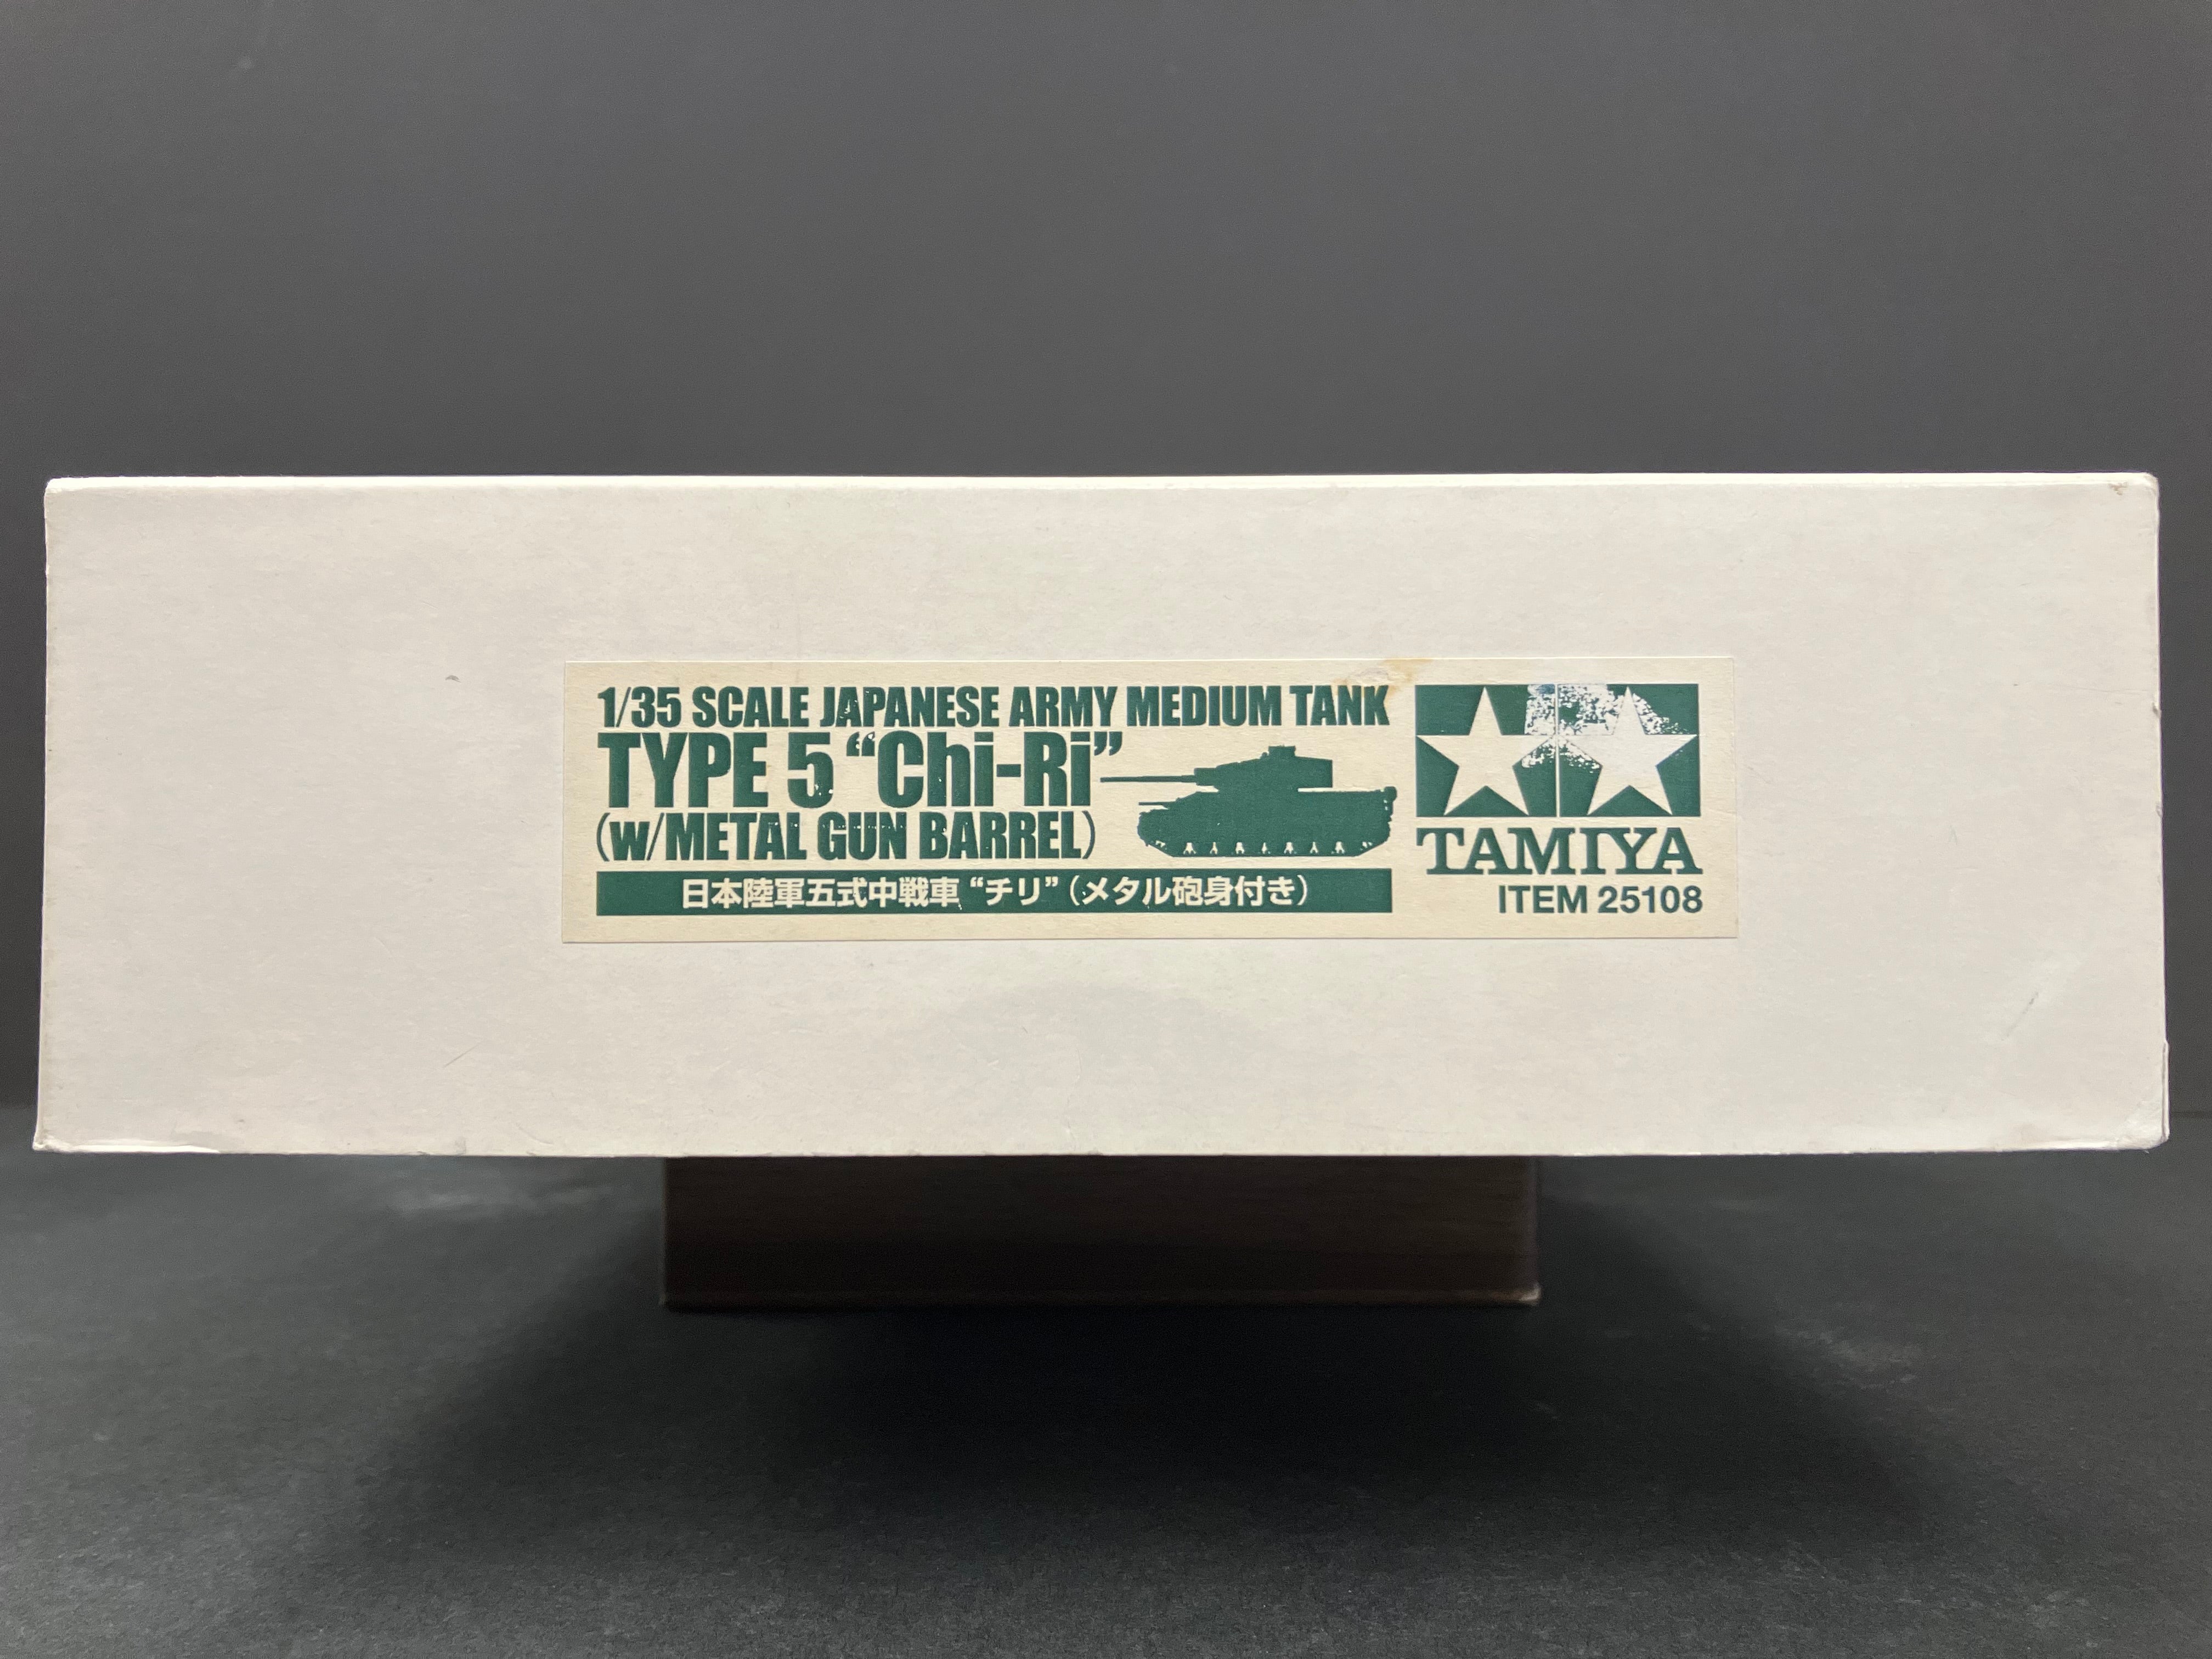 1/35 SCALE JAPANESE ARMY MEDIUM TANK
TYPE 5 “Chi-Ri”
(w/METAL GUN BARREL)
日本陸軍五式中戦車 “チリ” (メタル砲身付き)
TAMIYA
ITEM 25108